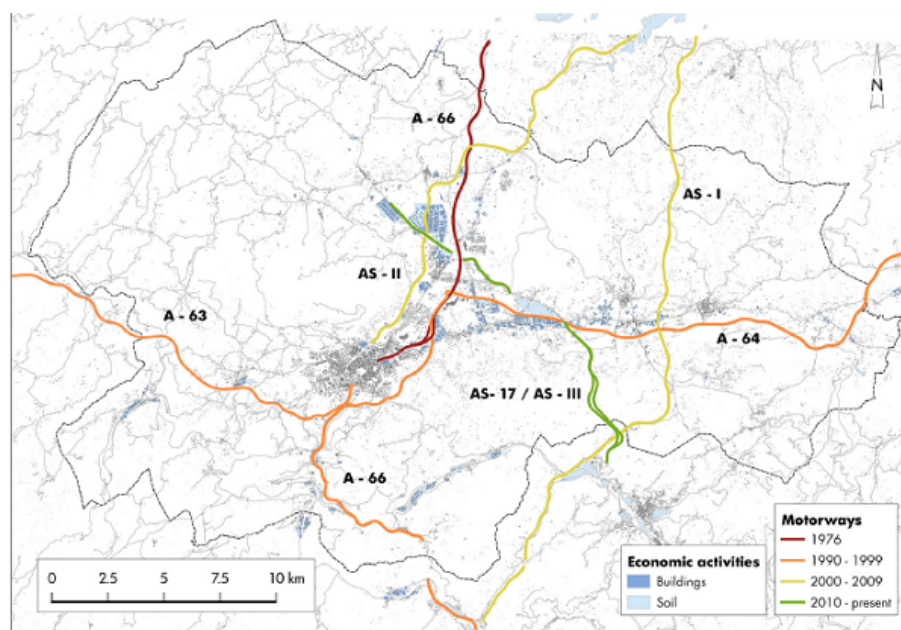 N
A - 66
AS - I
AS - II
A - 63
A - 64
AS- 17 / AS - III
A - 66
0 2.5 5 7.5 10 km
Economic activities
Buildings
Soil
Motorways
1976
1990 - 1999
2000 - 2009
2010 - present